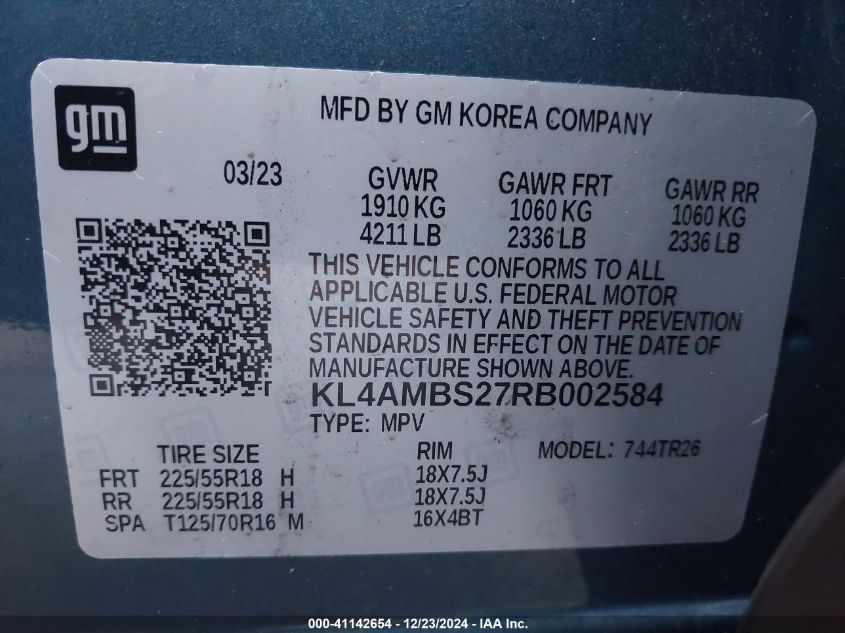 gm
MFD BY GM KOREA COMPANY
03/23
GVWR
1910 KG
4211 LB
GAWR FRT
1060 KG
2336 LB
GAWR RR
1060 KG
2336 LB
THIS VEHICLE CONFORMS TO ALL
APPLICABLE U.S. FEDERAL MOTOR
VEHICLE SAFETY AND THEFT PREVENTION
STANDARDS IN EFFECT ON THE DATE OF
MANUFACTURE SHOWN ABOVE.
KL4AMBS27RB002584
TYPE: MPV
TIRE SIZE RIM MODEL: 744TR26
FRT 225/55R18 H 18X7.5J
RR 225/55R18 H 18X7.5J
SPA T125/70R16 M 16X4BT
000-41142654 - 12/23/2024 - IAA Inc.